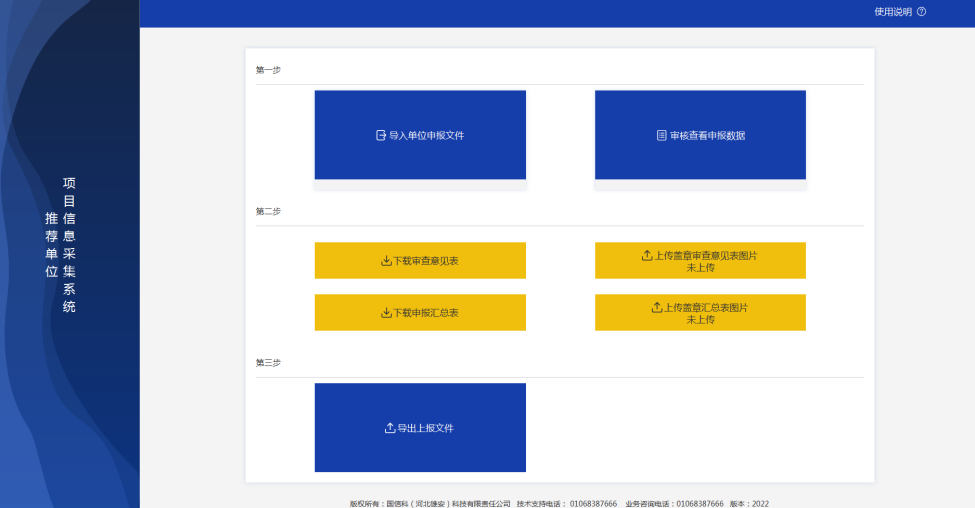 使用说明
项目信息采集系统
推荐单位
第一步
导入单位申报文件
审核查看申报数据
第二步
下载审查意见表
上传盖章审查意见表图片
未上传
下载申报汇总表
上传盖章汇总表图片
未上传
第三步
导出上报文件
版权所有：国信科（河北雄安）科技有限责任公司 技术支持电话： 01068387666 业务咨询电话：01068387666 版本：2022